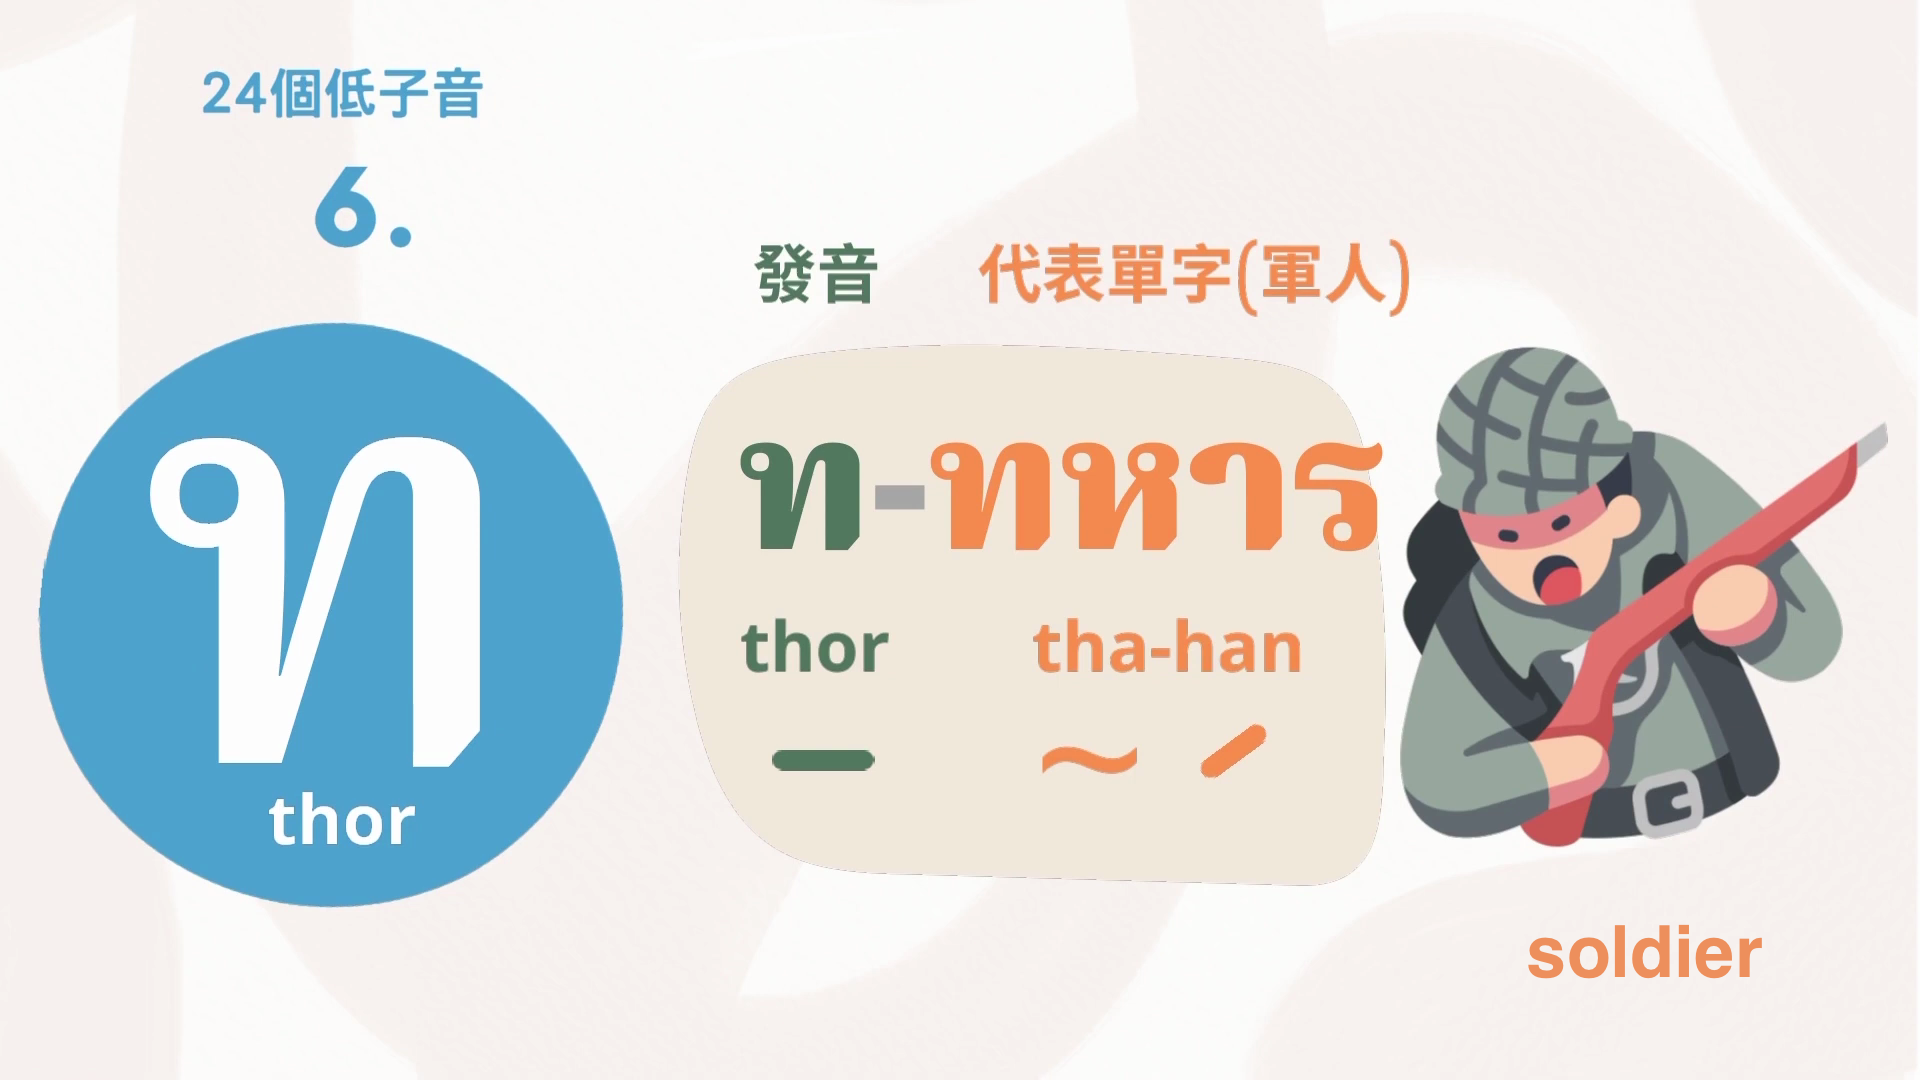 24個低子音
6.
發音 代表單字(軍人)
ท
thor
ท-ทหาร
thor tha-han
– ~ ´
soldier